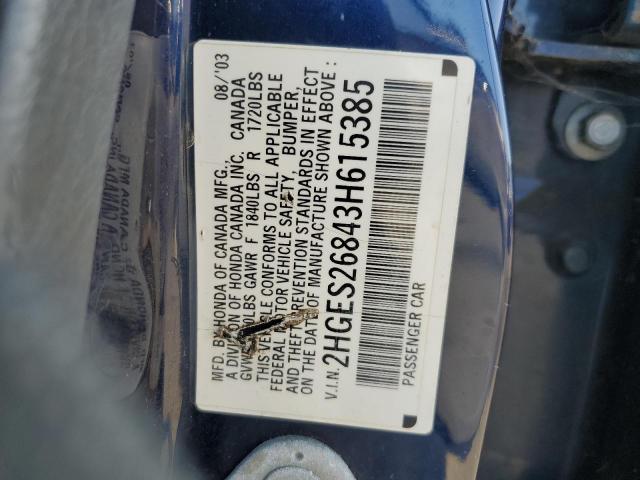 MFD. BY HONDA OF CANADA MFG. 08/'03
A DIVISION OF HONDA CANADA INC. CANADA
LBS GAWR F 1840LBS R 1720LBS
THIS VEHICLE CONFORMS TO ALL APPLICABLE
FEDERAL MOTOR VEHICLE SAFETY, BUMPER,
AND THEFT PREVENTION STANDARDS IN EFFECT
ON THE DATE OF MANUFACTURE SHOWN ABOVE:
V.I.N. 2HGES26843H615385
PASSENGER CAR